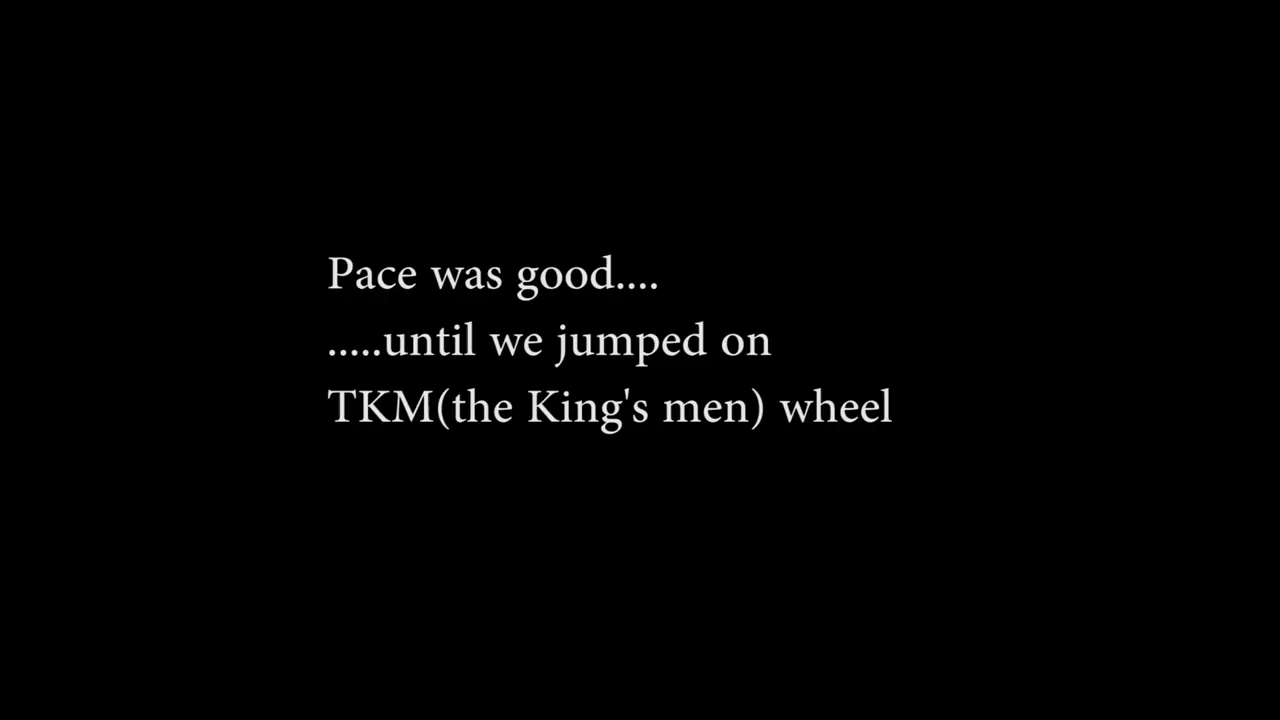 Pace was good....
.....until we jumped on
TKM(the King's men) wheel